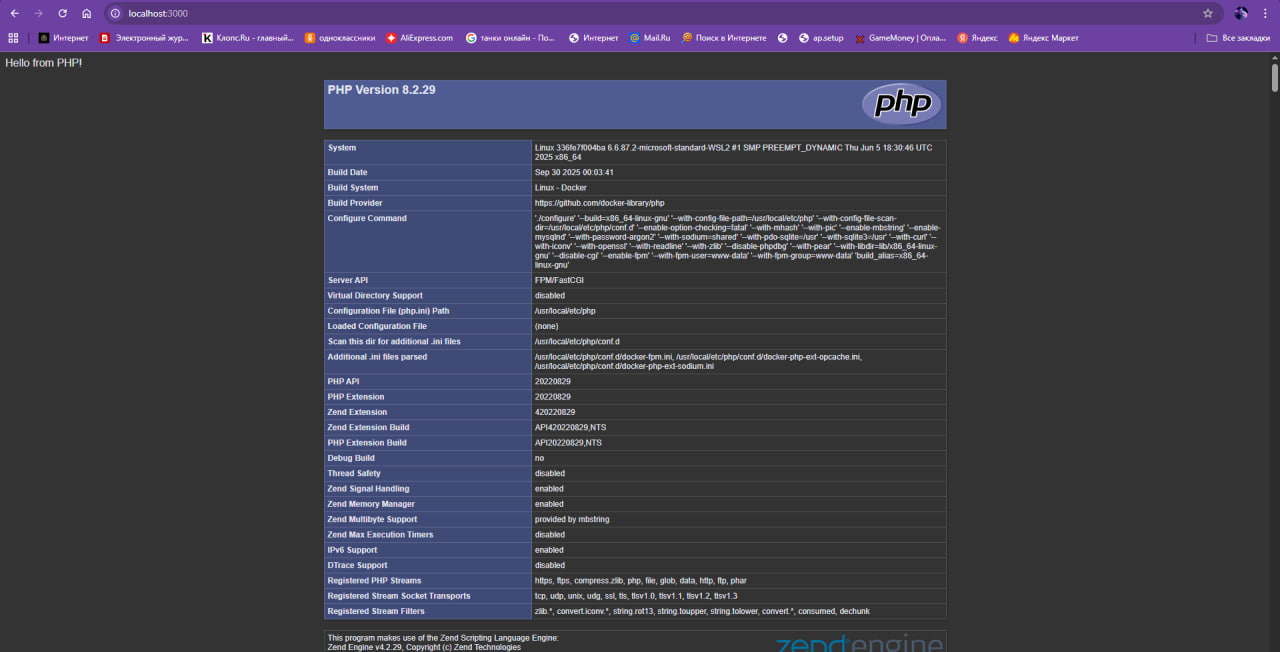 localhost:3000
Интернет
Электронный жур...
Клопс.Ru - главный...
одноклассники
AliExpress.com
танки онлайн - По...
Интернет
Mail.Ru
Поиск в Интернете
ap.setup
GameMoney | Опла...
Яндекс
Яндекс Маркет
Все закладки
Hello from PHP!
PHP Version 8.2.29
php
System Linux 336fe7f004ba 6.6.87.2-microsoft-standard-WSL2 #1 SMP PREEMPT_DYNAMIC Thu Jun 5 18:30:46 UTC
2025 x86_64
Build Date Sep 30 2025 00:03:41
Build System Linux - Docker
Build Provider https://github.com/docker-library/php
Configure Command './configure' '--build=x86_64-linux-gnu' '--with-config-file-path=/usr/local/etc/php' '--with-config-file-scan-
dir=/usr/local/etc/php/conf.d' '--enable-option-checking=fatal' '--with-mhash' '--with-pic' '--enable-mbstring' '--enable-
mysqlnd' '--with-password-argon2' '--with-sodium=shared' '--with-pdo-sqlite=/usr' '--with-sqlite3=/usr' '--with-curl' '--
with-iconv' '--with-openssl' '--with-readline' '--with-zlib' '--disable-phpdbg' '--with-pear' '--with-libdir=lib/x86_64-linux-
gnu' '--disable-cgi' '--enable-fpm' '--with-fpm-user=www-data' '--with-fpm-group=www-data' 'build_alias=x86_64-
linux-gnu'
Server API FPM/FastCGI
Virtual Directory Support disabled
Configuration File (php.ini) Path /usr/local/etc/php
Loaded Configuration File (none)
Scan this dir for additional .ini files /usr/local/etc/php/conf.d
Additional .ini files parsed /usr/local/etc/php/conf.d/docker-fpm.ini, /usr/local/etc/php/conf.d/docker-php-ext-opcache.ini,
/usr/local/etc/php/conf.d/docker-php-ext-sodium.ini
PHP API 20220829
PHP Extension 20220829
Zend Extension 420220829
Zend Extension Build API420220829,NTS
PHP Extension Build API20220829,NTS
Debug Build no
Thread Safety disabled
Zend Signal Handling enabled
Zend Memory Manager enabled
Zend Multibyte Support provided by mbstring
Zend Max Execution Timers disabled
IPv6 Support enabled
DTrace Support disabled
Registered PHP Streams https, ftps, compress.zlib, php, file, glob, data, http, ftp, phar
Registered Stream Socket Transports tcp, udp, unix, udg, ssl, tls, tlsv1.0, tlsv1.1, tlsv1.2, tlsv1.3
Registered Stream Filters zlib.*, convert.iconv.*, string.rot13, string.toupper, string.tolower, convert.*, consumed, dechunk
This program makes use of the Zend Scripting Language Engine:
Zend Engine v4.2.29, Copyright (c) Zend Technologies
zend engine